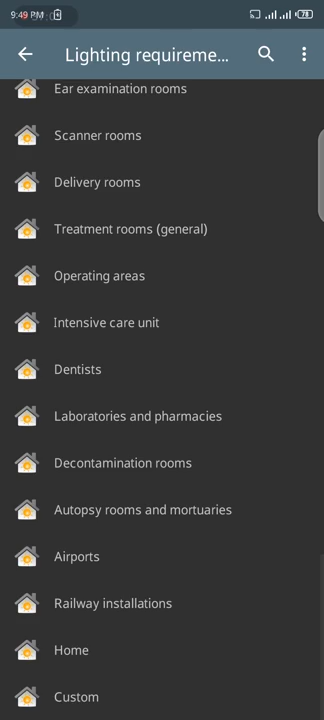 9:49 PM
78
Lighting requireme...
Ear examination rooms
Scanner rooms
Delivery rooms
Treatment rooms (general)
Operating areas
Intensive care unit
Dentists
Laboratories and pharmacies
Decontamination rooms
Autopsy rooms and mortuaries
Airports
Railway installations
Home
Custom